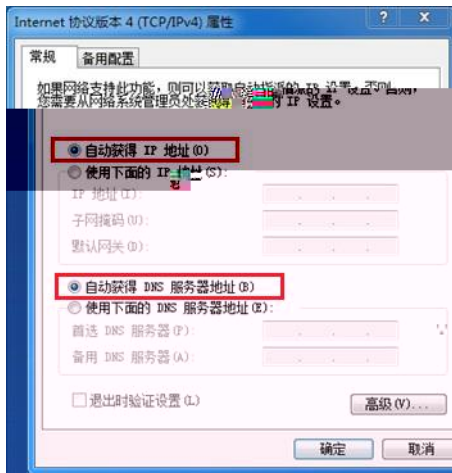 Internet 协议版本 4 (TCP/IPv4) 属性
常规 备用配置
如果网络支持此功能，则可以获取自动指派的 IP 设置。否则，
您需要从网络系统管理员处获得 IP 设置。
自动获得 IP 地址(O)
使用下面的 IP 地址(S):
IP 地址(I):
子网掩码(U):
默认网关(D):
自动获得 DNS 服务器地址(B)
使用下面的 DNS 服务器地址(E):
首选 DNS 服务器(P):
备用 DNS 服务器(A):
退出时验证设置(L)
高级(V)...
确定 取消